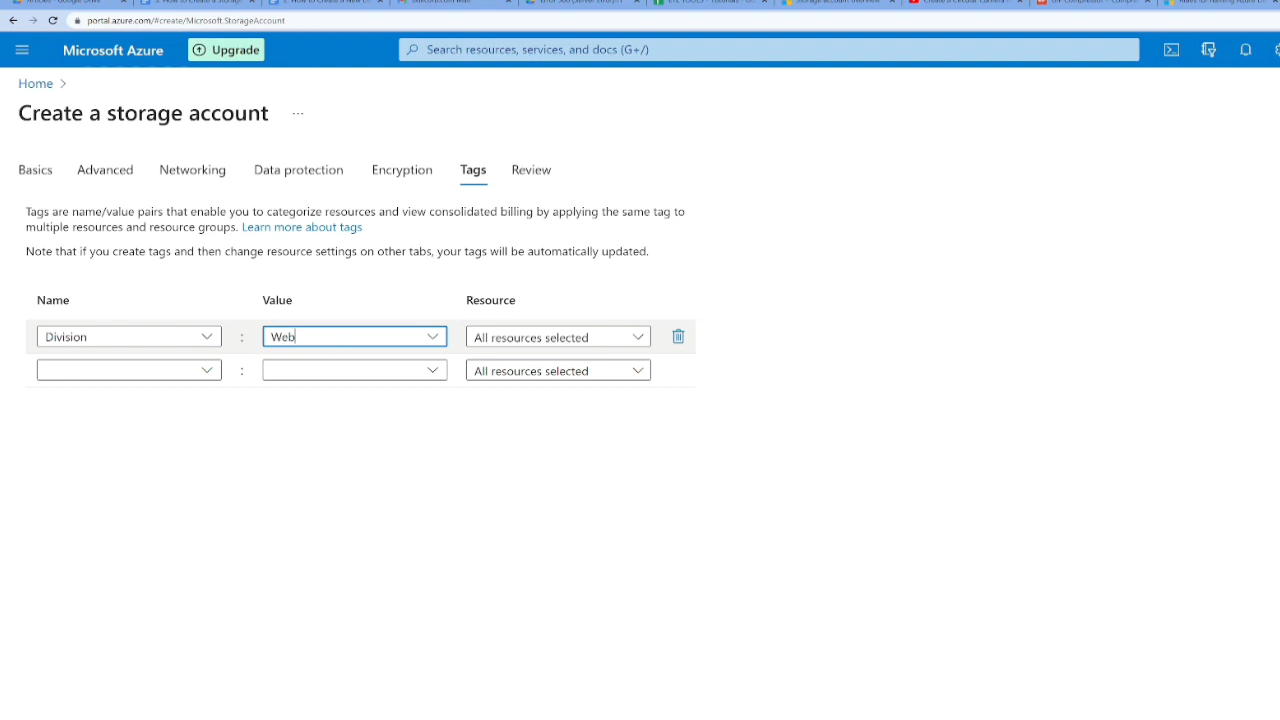 portal.azure.com/#create/Microsoft.StorageAccount
Microsoft Azure
Upgrade
Search resources, services, and docs (G+/)
Home
Create a storage account
...
Basics Advanced Networking Data protection Encryption Tags Review
Tags are name/value pairs that enable you to categorize resources and view consolidated billing by applying the same tag to
multiple resources and resource groups. Learn more about tags
Note that if you create tags and then change resource settings on other tabs, your tags will be automatically updated.
Name Value Resource
Division : Web All resources selected
: All resources selected